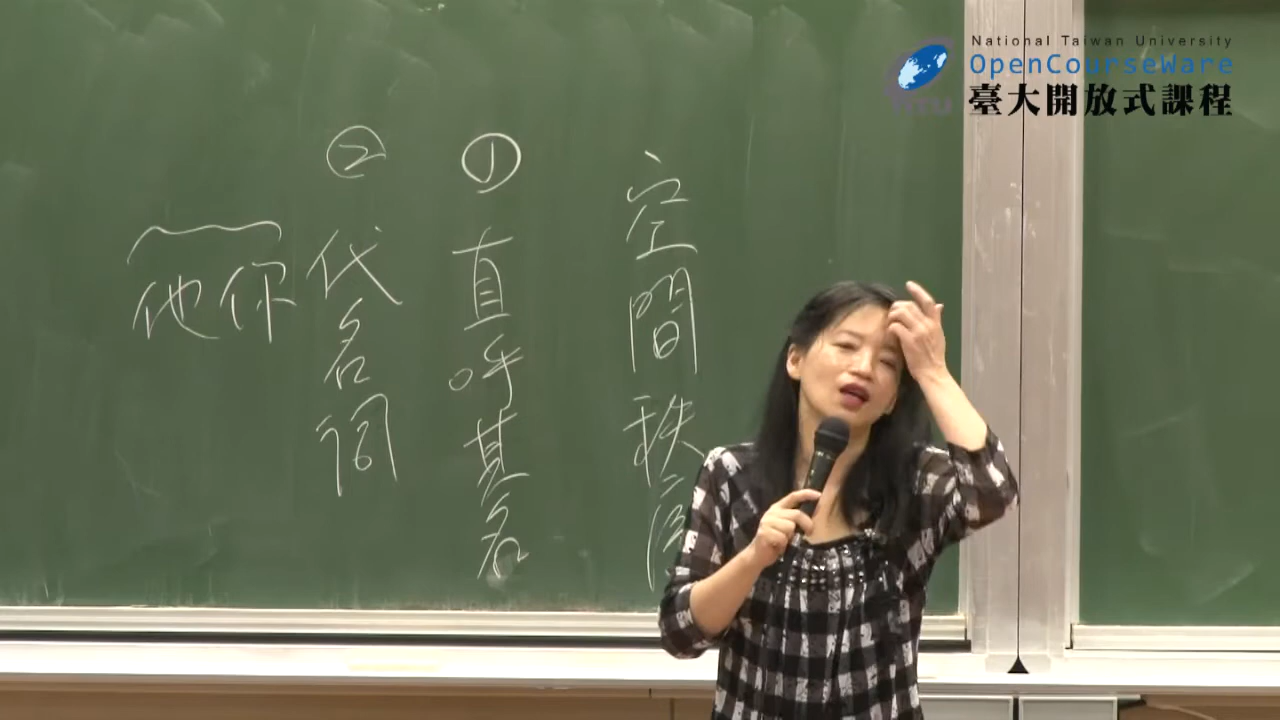 National Taiwan University
OpenCourseWare
臺大開放式課程
NTU
空間秩
① 直呼其名
② 代名詞
你
他